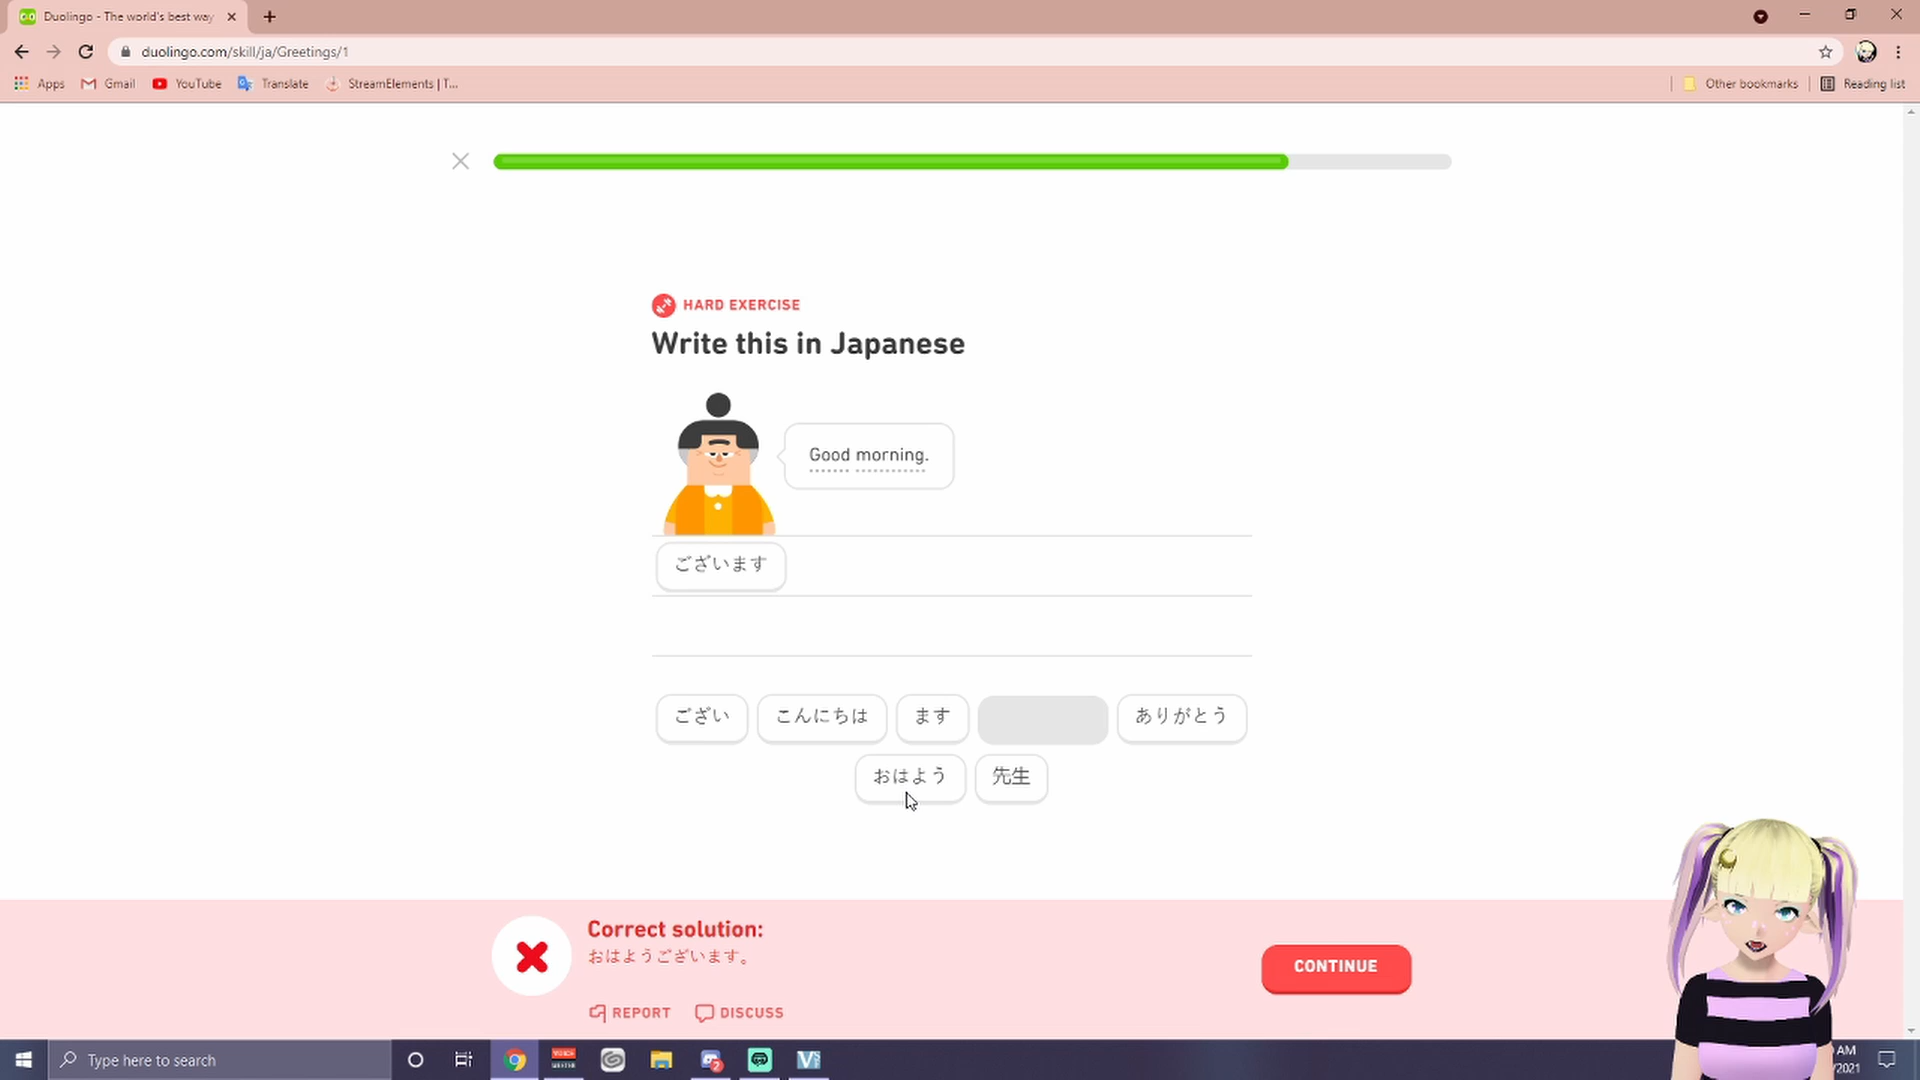 Duolingo - The world's best way
duolingo.com/skill/ja/Greetings/1
Apps Gmail YouTube Translate StreamElements | T... Other bookmarks Reading list
HARD EXERCISE
Write this in Japanese
Good morning.
ございます
ござい こんにちは ます ありがとう
おはよう 先生
Correct solution:
おはようございます。
CONTINUE
REPORT DISCUSS
Type here to search
AM
/2021